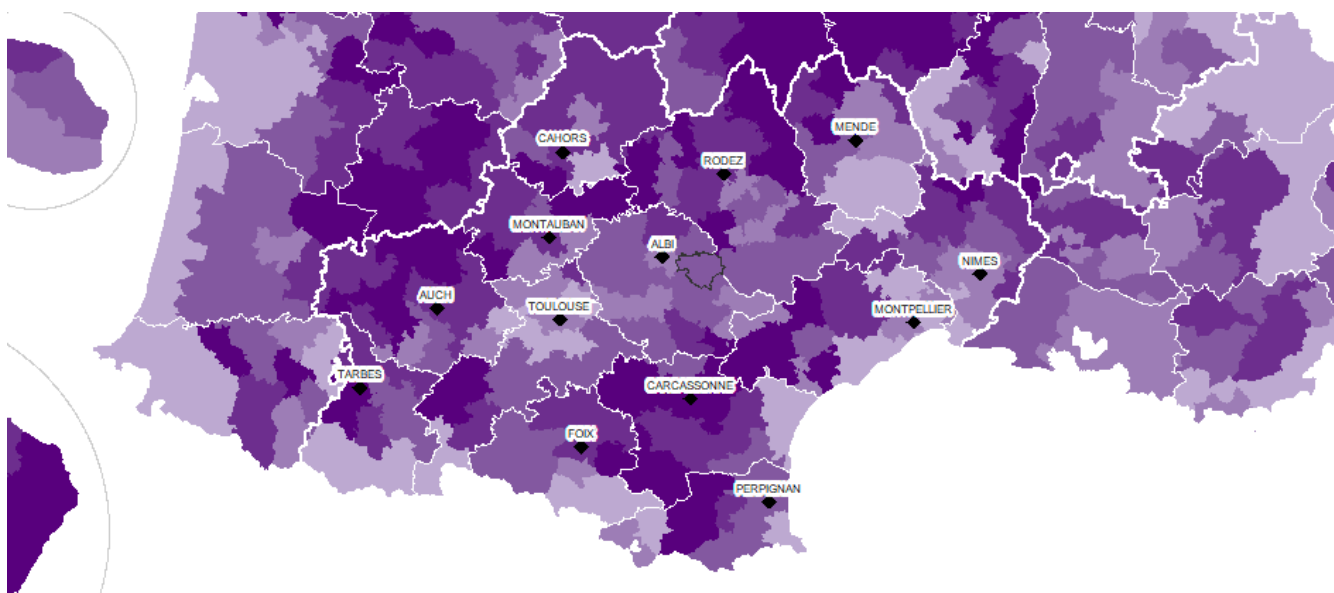 MENDE
CAHORS
RODEZ
MONTAUBAN
ALBI
NIMES
AUCH
TOULOUSE
MONTPELLIER
TARBES
CARCASSONNE
FOIX
PERPIGNAN